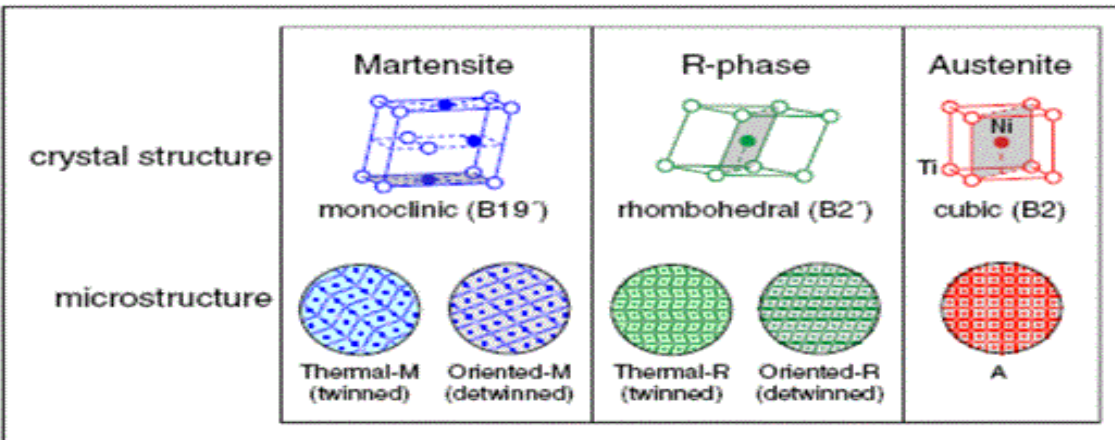 Martensite R-phase Austenite
Ni
Ti
crystal structure
monoclinic (B19´) rhombohedral (B2´) cubic (B2)
microstructure
Thermal-M Oriented-M Thermal-R Oriented-R A
(twinned) (detwinned) (twinned) (detwinned)